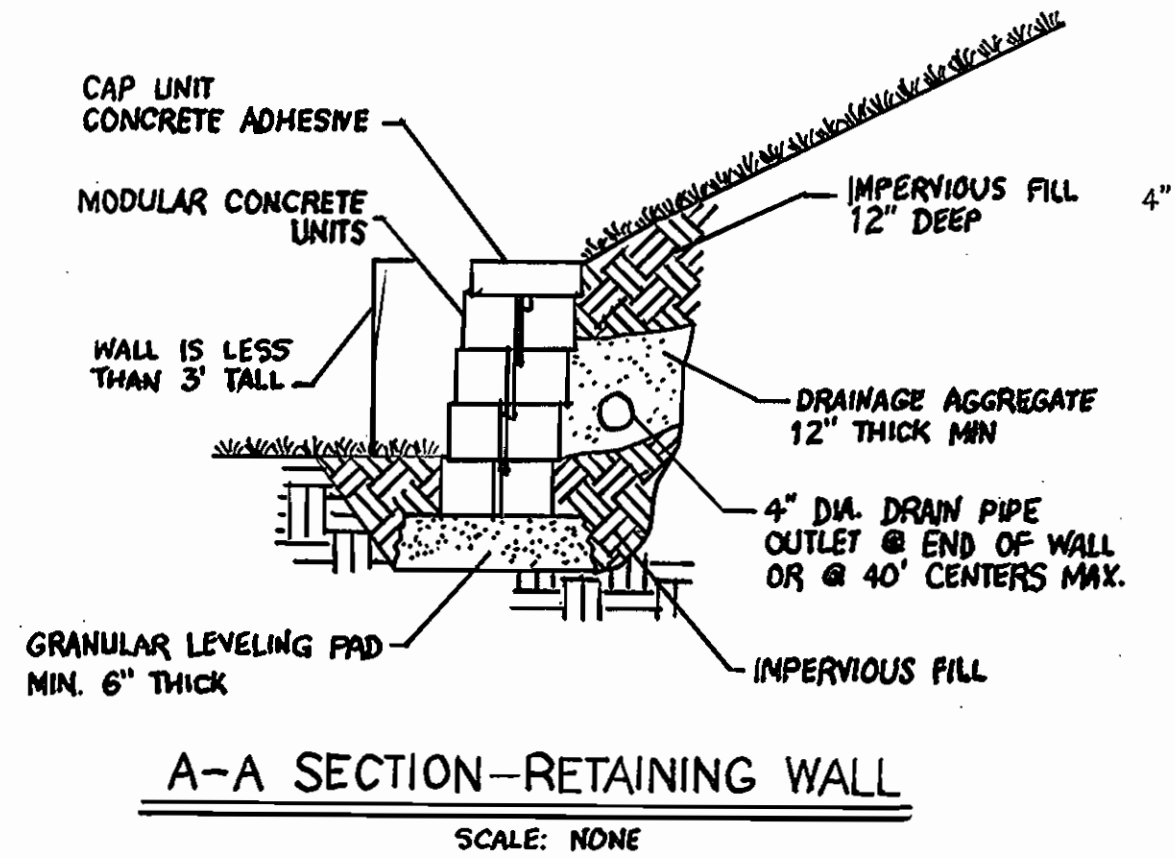 CAP UNIT
CONCRETE ADHESIVE
MODULAR CONCRETE
UNITS
WALL IS LESS
THAN 3' TALL
GRANULAR LEVELING PAD
MIN. 6" THICK
IMPERVIOUS FILL
12" DEEP
4"
DRAINAGE AGGREGATE
12" THICK MIN
4" DIA. DRAIN PIPE
OUTLET @ END OF WALL
OR @ 40' CENTERS MAX.
IMPERVIOUS FILL
A-A SECTION-RETAINING WALL
SCALE: NONE